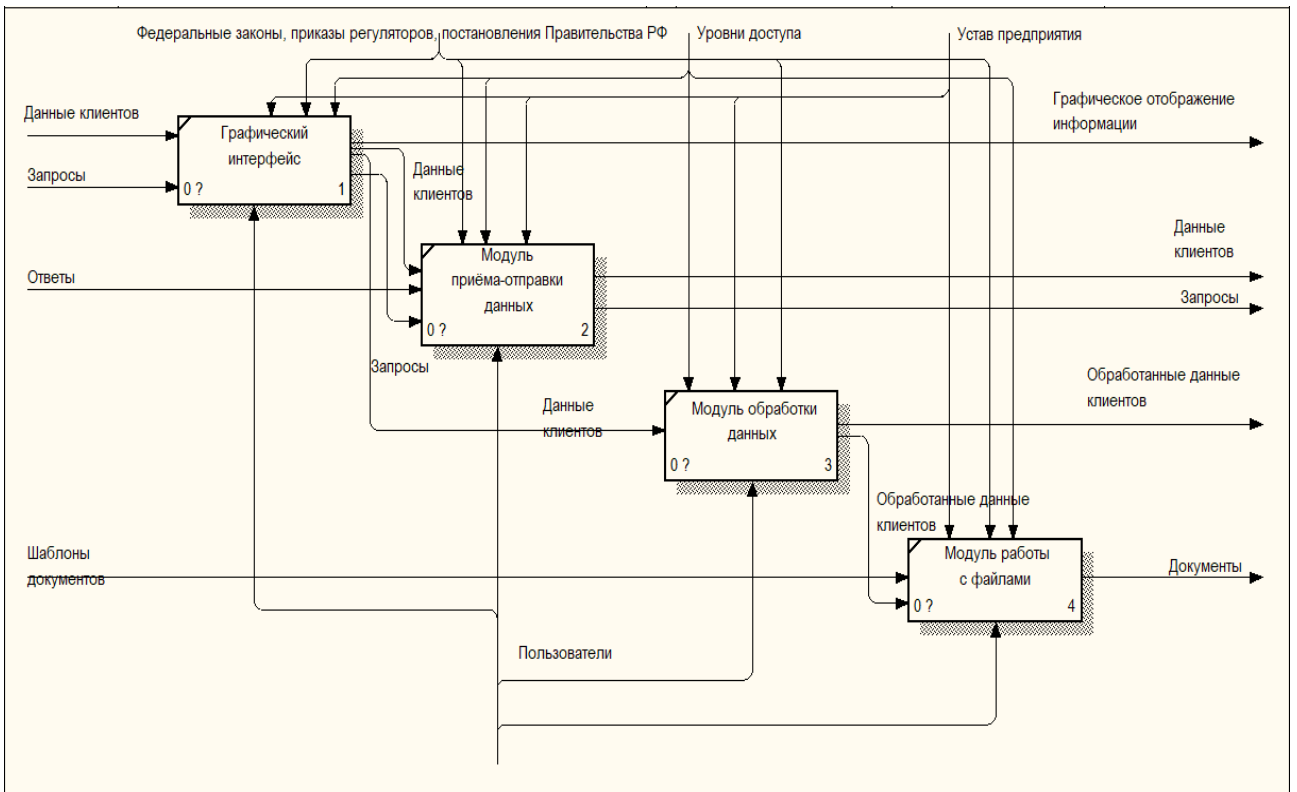 Федеральные законы, приказы регуляторов, постановления Правительства РФ
Уровни доступа
Устав предприятия
Данные клиентов
Графический
интерфейс
Запросы
0 ?
1
Графическое отображение
информации
Данные
клиентов
Ответы
Модуль
приёма-отправки
данных
0 ?
2
Данные
клиентов
Запросы
Запросы
Данные
клиентов
Модуль обработки
данных
0 ?
3
Обработанные данные
клиентов
Обработанные данные
клиентов
Шаблоны
документов
Модуль работы
с файлами
0 ?
4
Документы
Пользователи